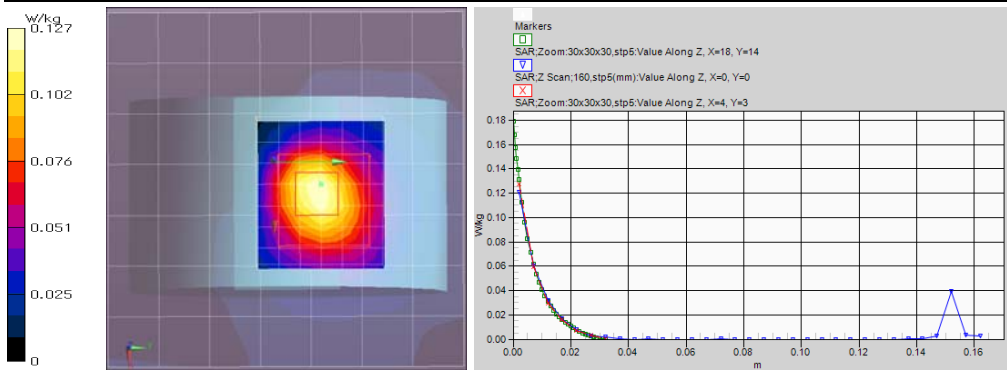 W/kg
0.127
0.102
0.076
0.051
0.025
0
Markers
SAR;Zoom:30x30x30,stp5:Value Along Z, X=18, Y=14
SAR;Z Scan;160,stp5(mm):Value Along Z, X=0, Y=0
SAR;Zoom:30x30x30,stp5:Value Along Z, X=4, Y=3
0.18
0.16
0.14
0.12
0.10
0.08
0.06
0.04
0.02
0.00
W/kg
0.00 0.02 0.04 0.06 0.08 0.10 0.12 0.14 0.16
m